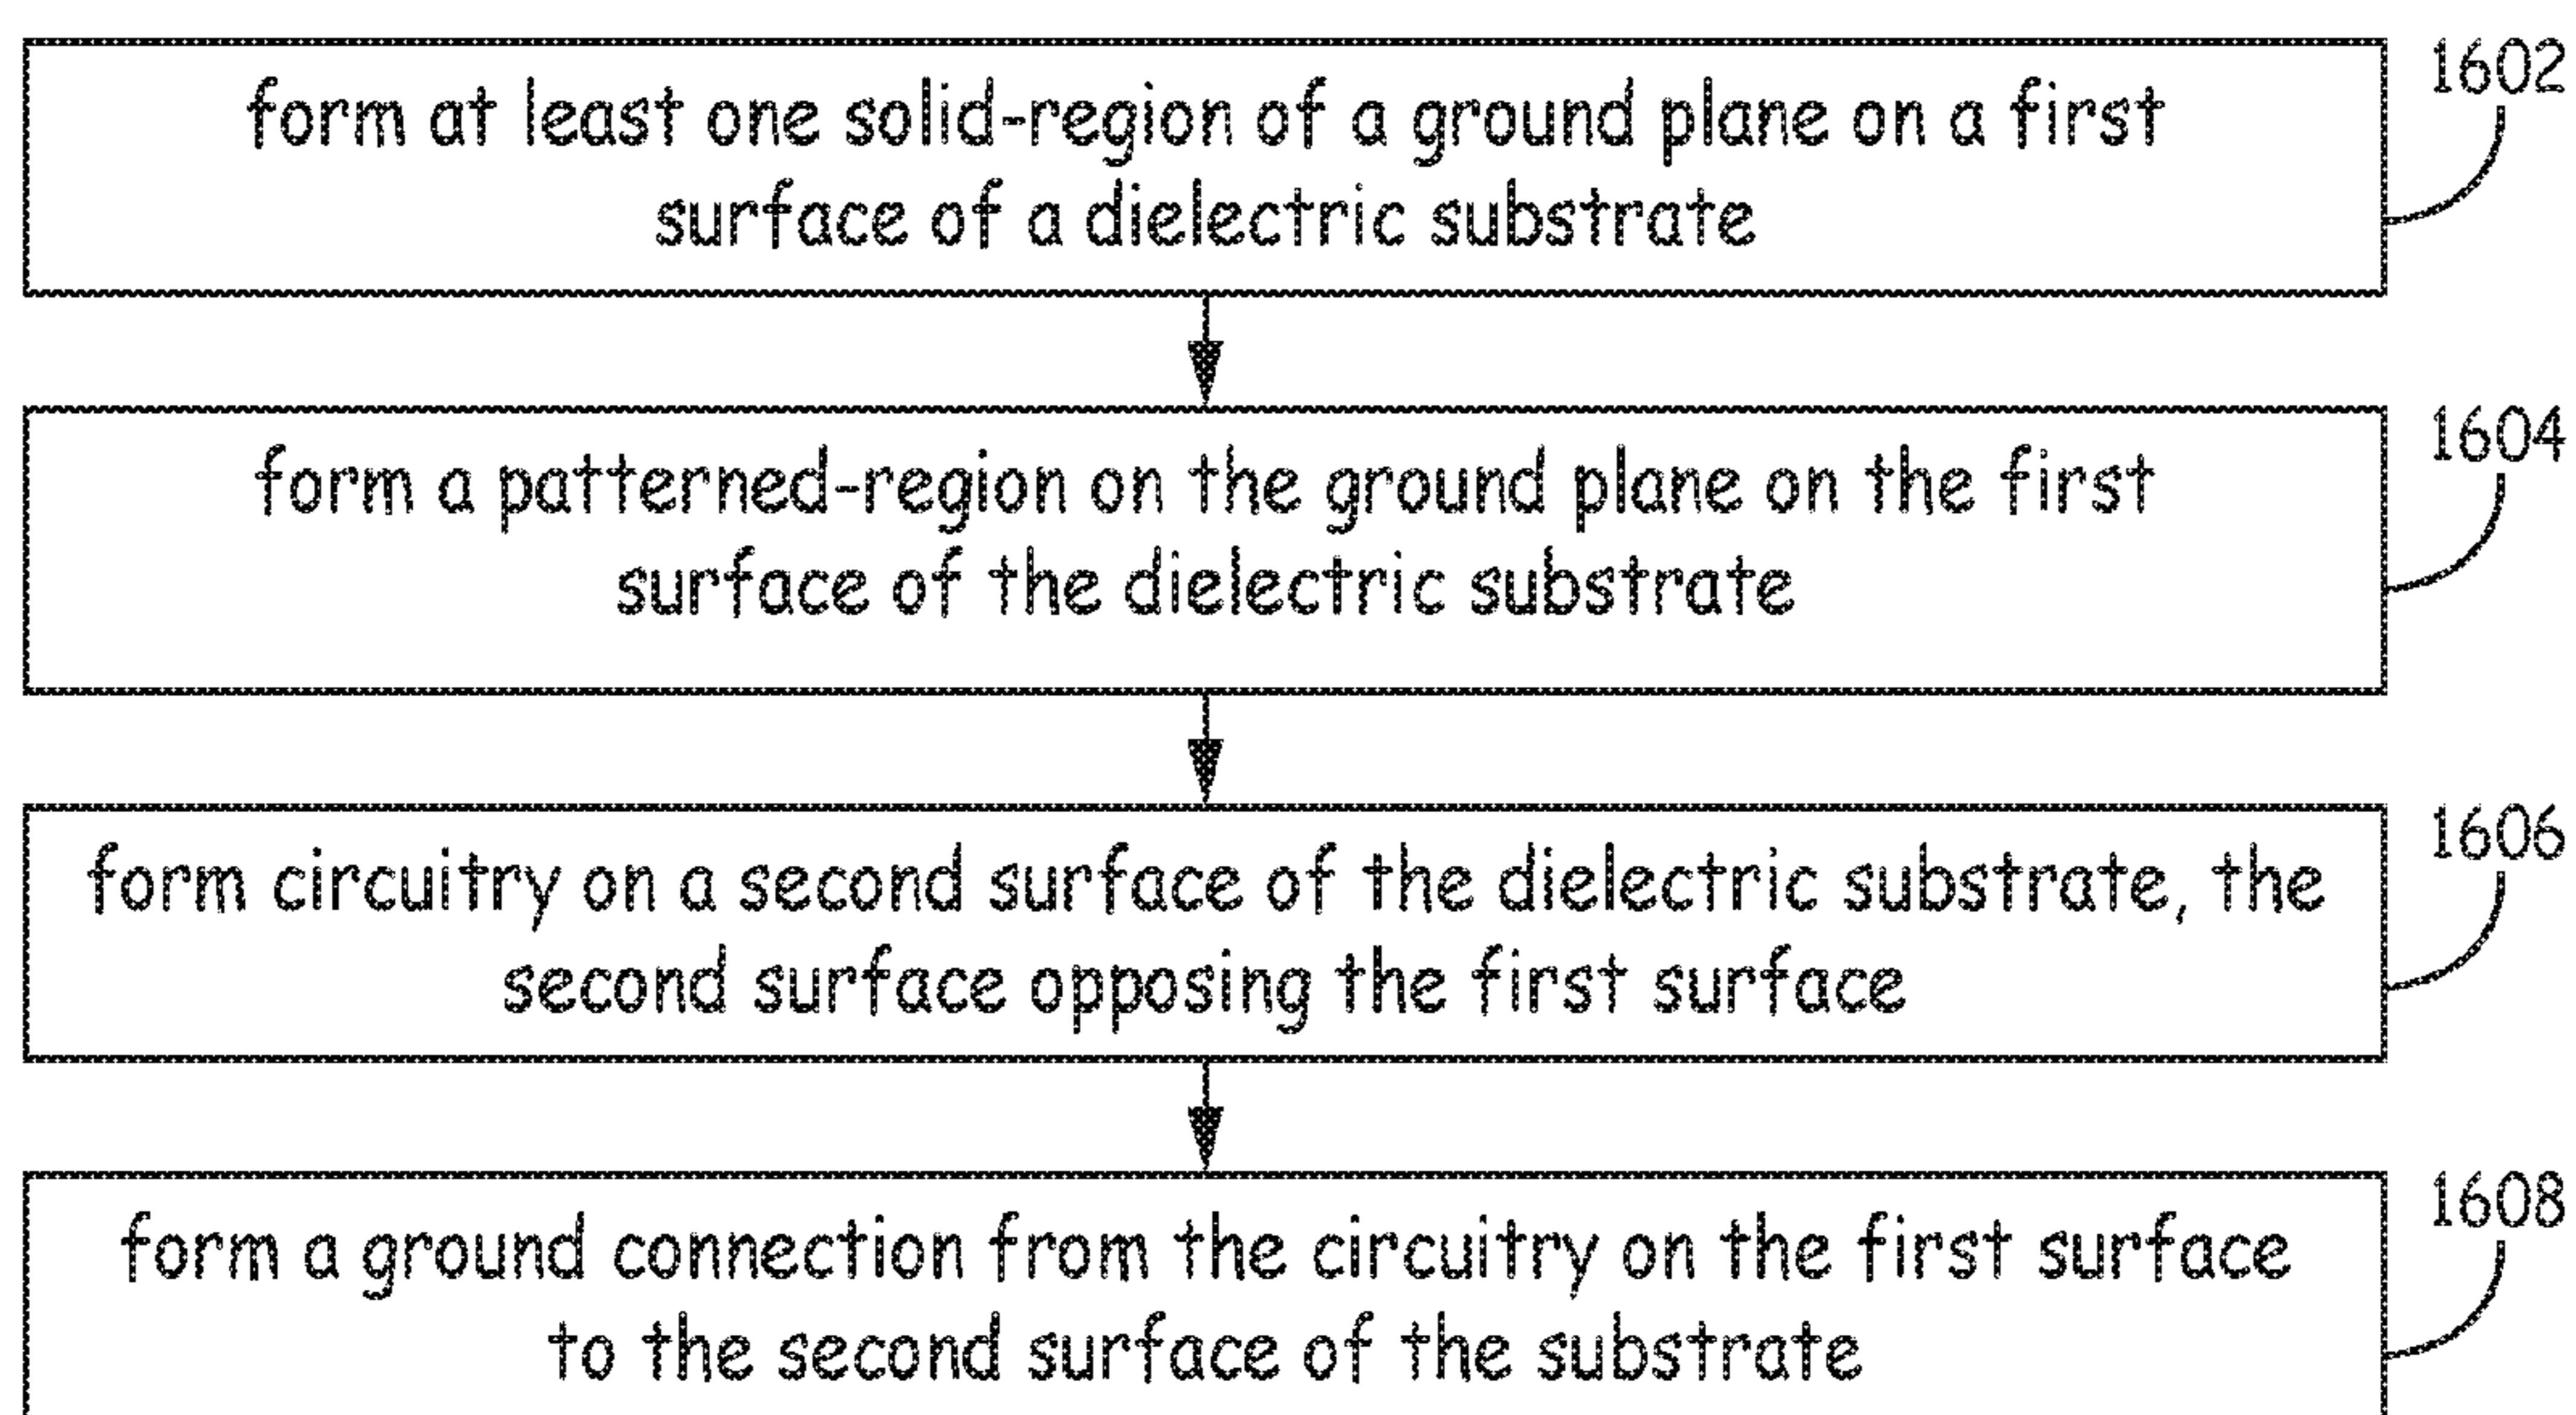 form at least one solid-region of a ground plane on a first
surface of a dielectric substrate
1602
form a patterned-region on the ground plane on the first
surface of the dielectric substrate
1604
form circuitry on a second surface of the dielectric substrate, the
second surface opposing the first surface
1606
form a ground connection from the circuitry on the first surface
to the second surface of the substrate
1608